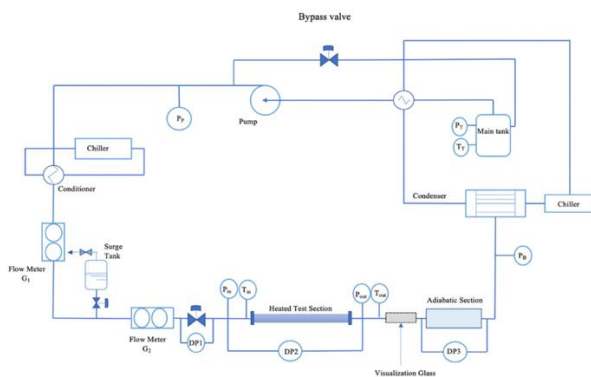 Bypass valve
Pump
PP
PT
TT
Main tank
Chiller
Conditioner
Condenser
Chiller
Surge
Tank
Flow Meter
G1
PB
Pin
Tin
Pout
Tout
Heated Test Section
Adiabatic Section
Flow Meter
G2
DP1
DP2
DP3
Visualization Glass